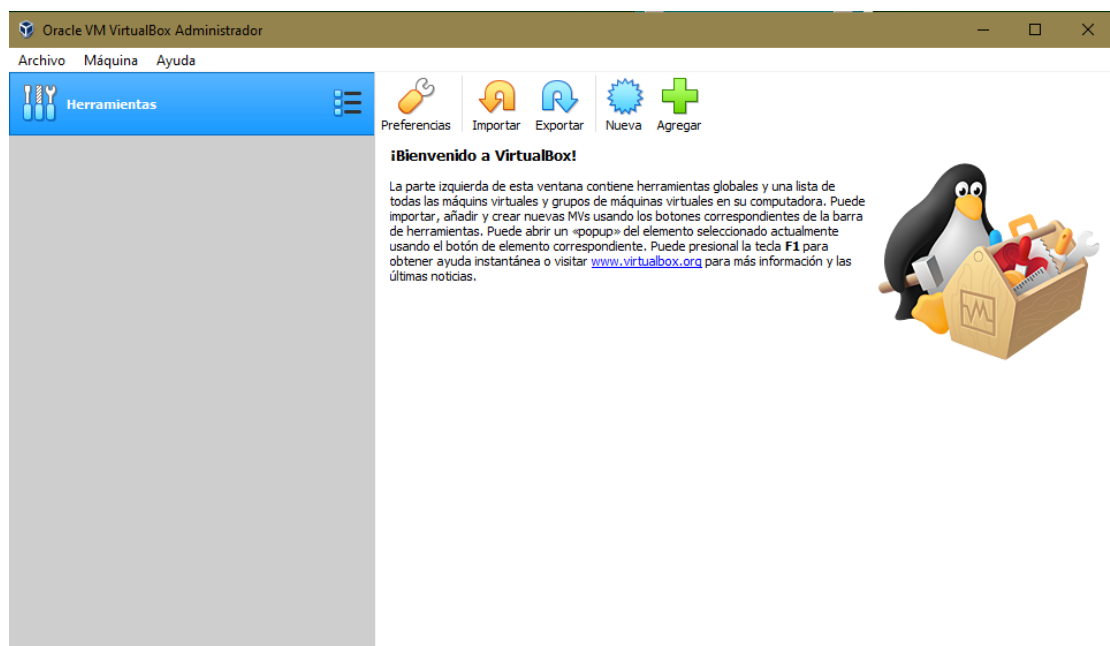 Oracle VM VirtualBox Administrador
Archivo Máquina Ayuda
Herramientas
Preferencias Importar Exportar Nueva Agregar
¡Bienvenido a VirtualBox!
La parte izquierda de esta ventana contiene herramientas globales y una lista de
todas las máquins virtuales y grupos de máquinas virtuales en su computadora. Puede
importar, añadir y crear nuevas MVs usando los botones correspondientes de la barra
de herramientas. Puede abrir un «popup» del elemento seleccionado actualmente
usando el botón de elemento correspondiente. Puede presional la tecla F1 para
obtener ayuda instantánea o visitar www.virtualbox.org para más información y las
últimas noticias.